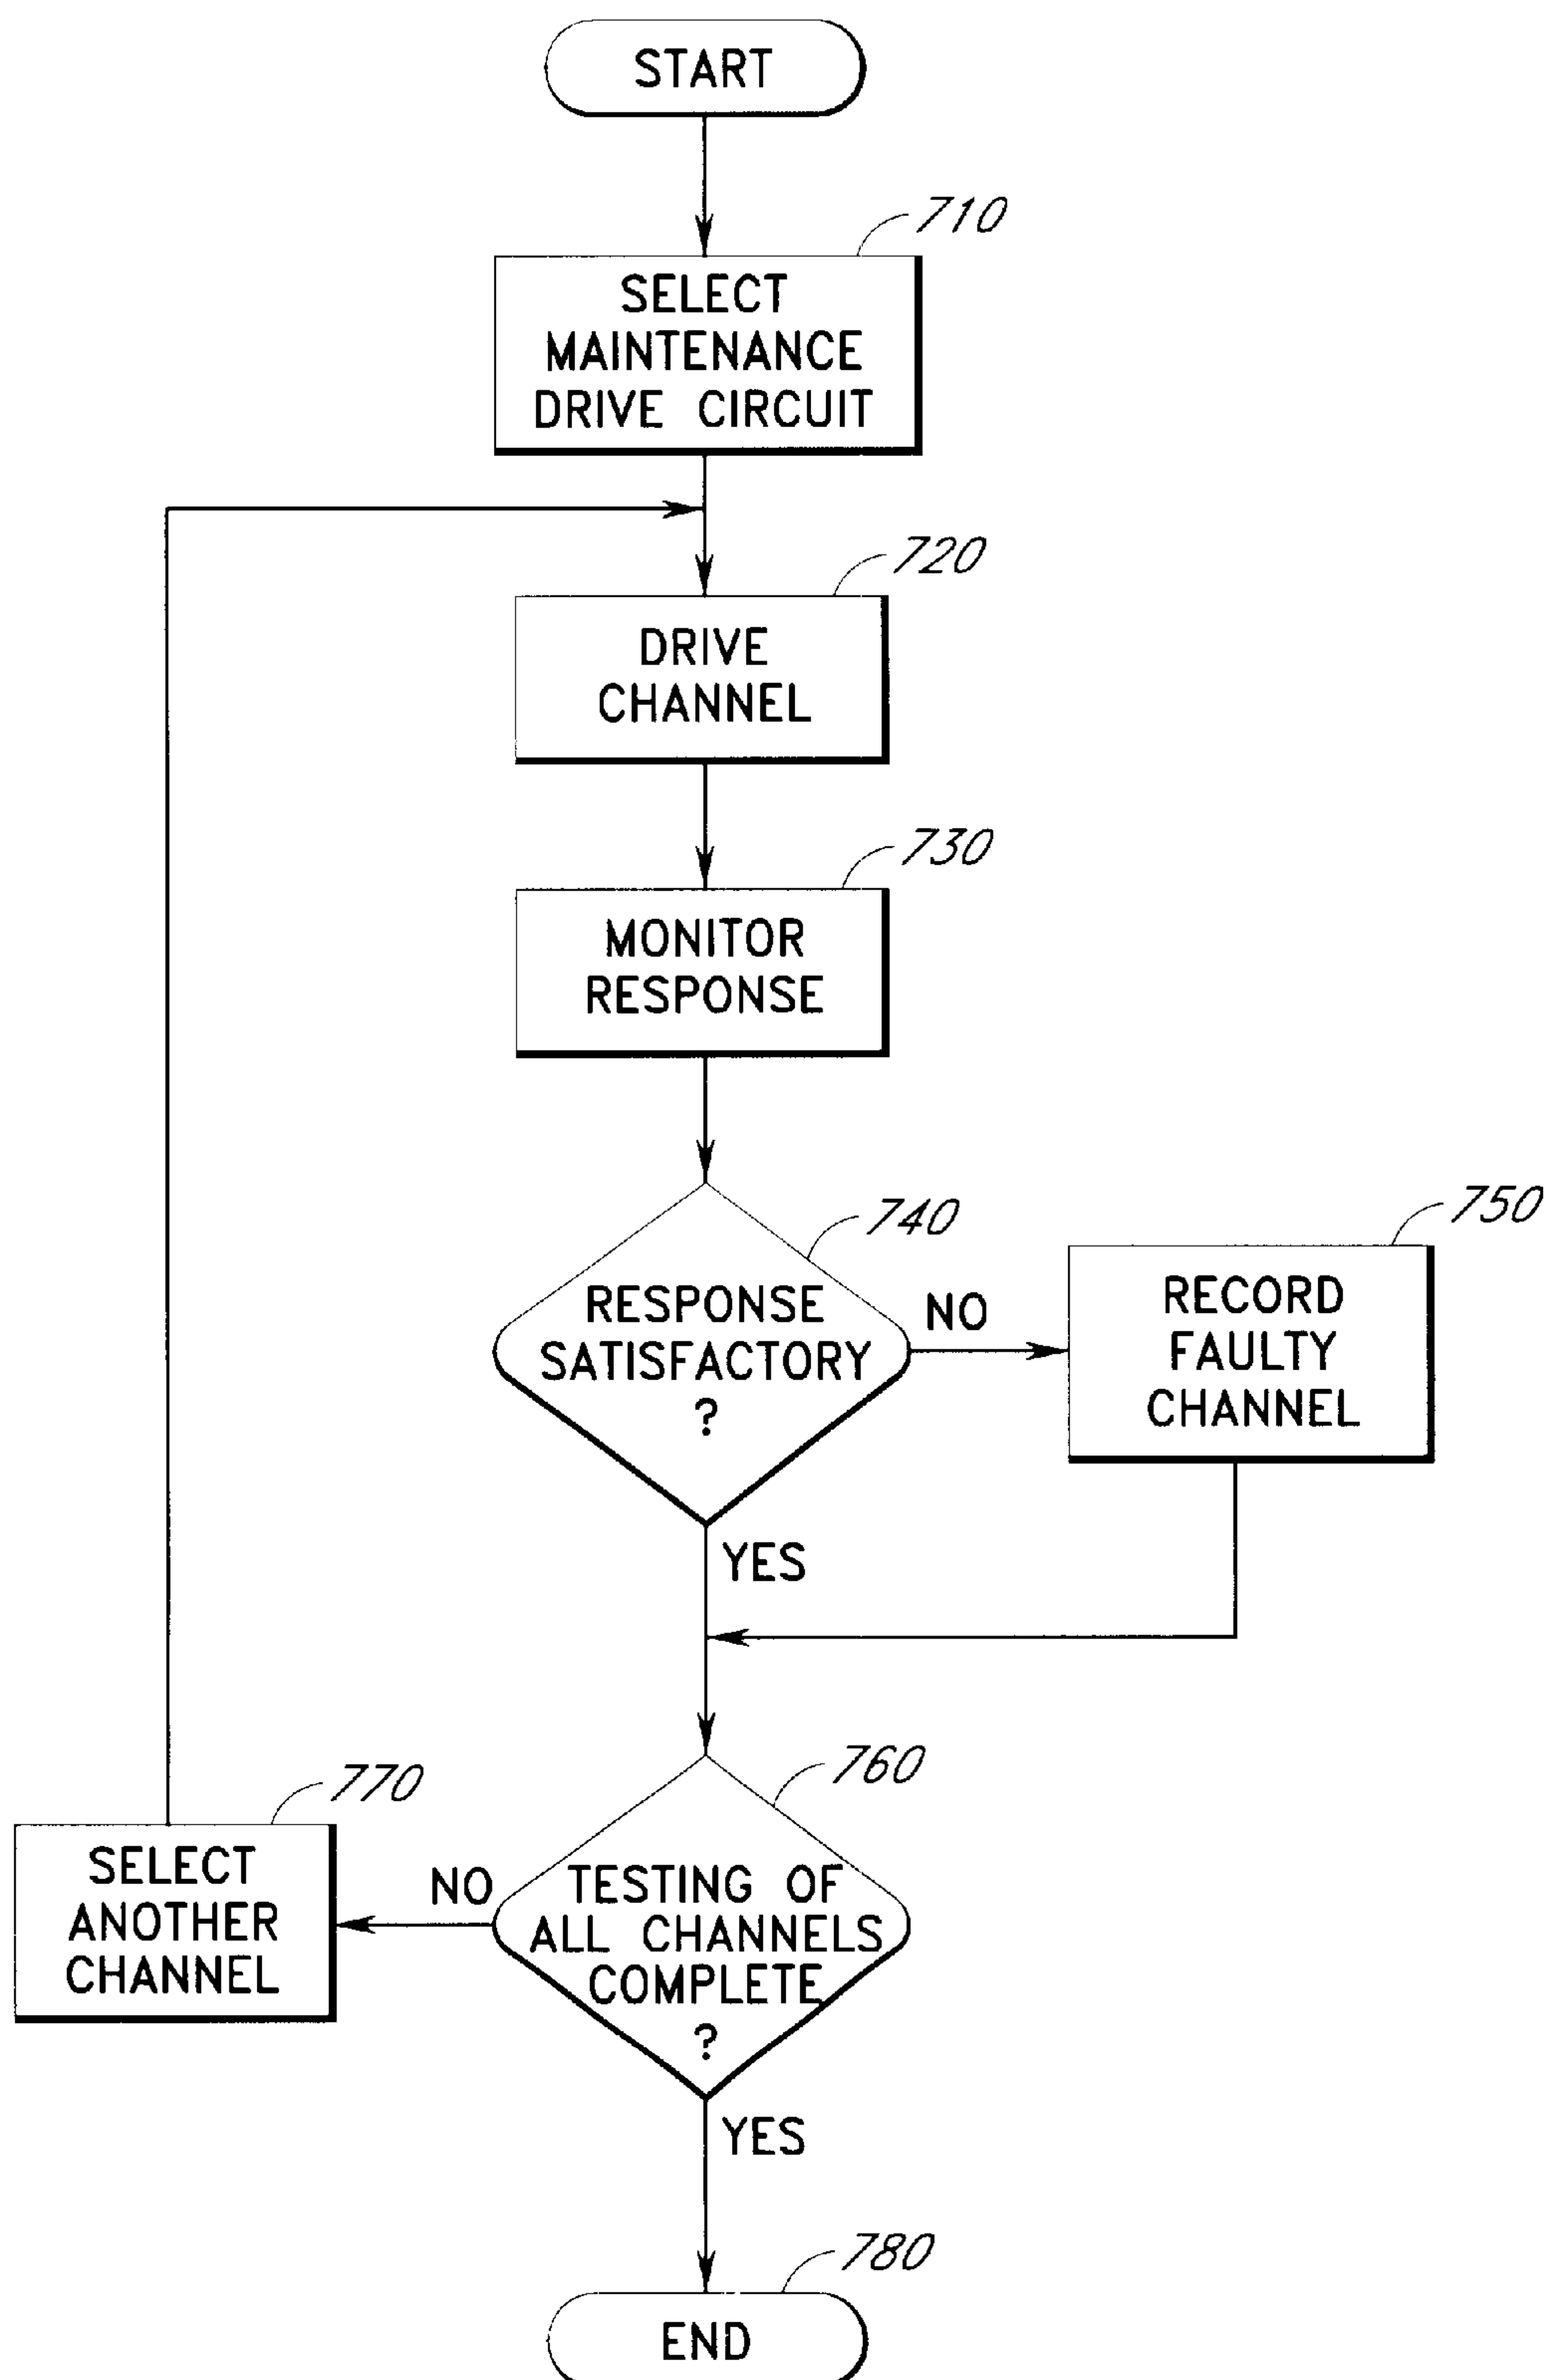 START
710
SELECT
MAINTENANCE
DRIVE CIRCUIT
720
DRIVE
CHANNEL
730
MONITOR
RESPONSE
740
RESPONSE
SATISFACTORY
?
NO
750
RECORD
FAULTY
CHANNEL
YES
760
TESTING OF
ALL CHANNELS
COMPLETE
?
NO
770
SELECT
ANOTHER
CHANNEL
YES
780
END